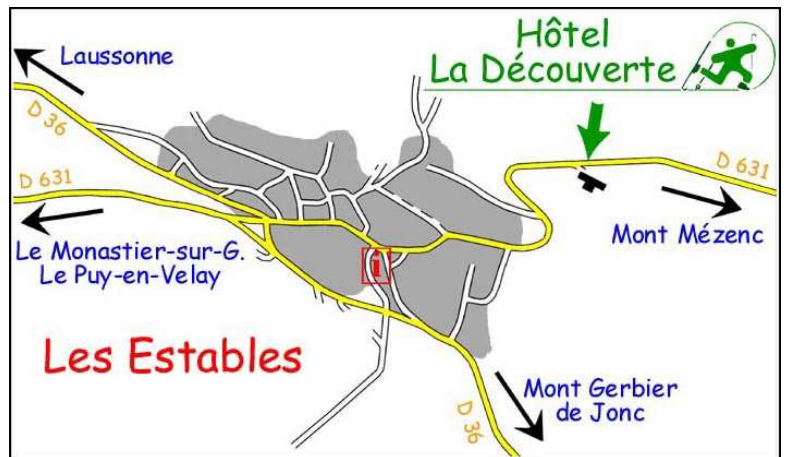 Hôtel
La Découverte
Laussonne
D 36
D 631
D 631
Mont Mézenc
Le Monastier-sur-G.
Le Puy-en-Velay
i
Les Estables
Mont Gerbier
de Jonc
D 36